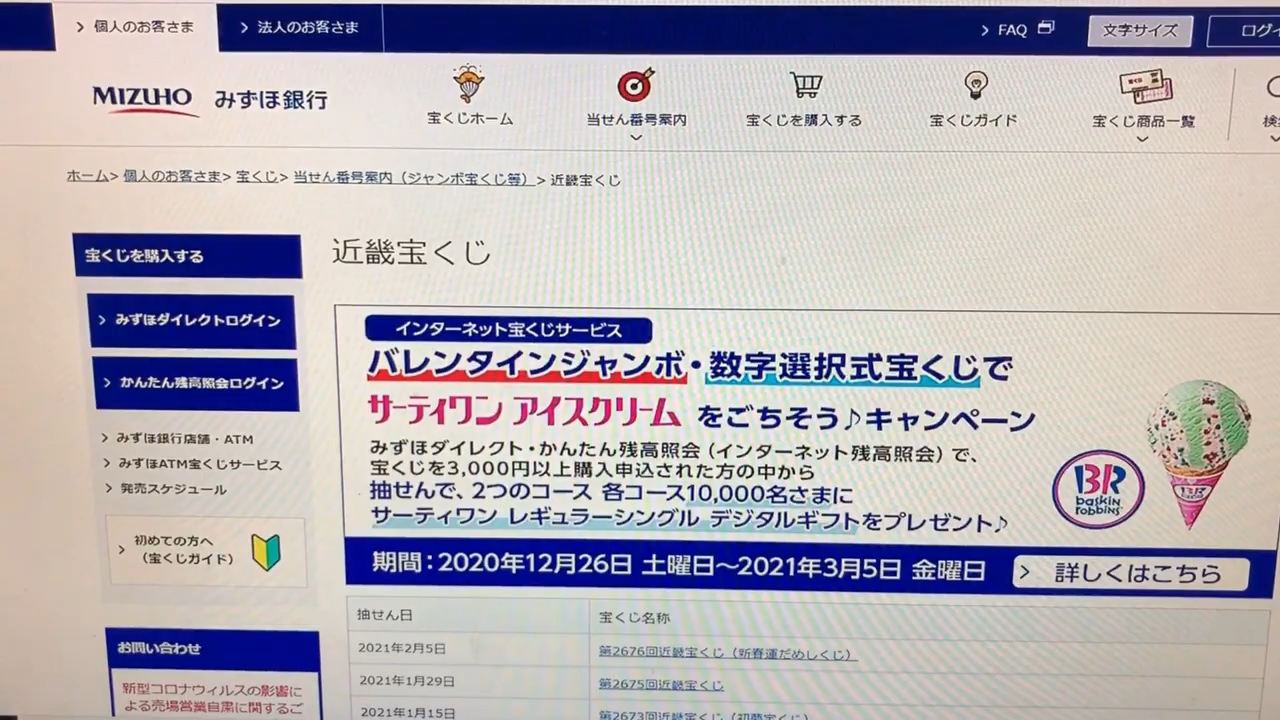 個人のお客さま
法人のお客さま
FAQ
文字サイズ
MIZUHO みずほ銀行
宝くじホーム
当せん番号案内
宝くじを購入する
宝くじガイド
宝くじ商品一覧
ホーム> 個人のお客さま> 宝くじ> 当せん番号案内（ジャンボ宝くじ等）> 近畿宝くじ
宝くじを購入する
みずほダイレクトログイン
かんたん残高照会ログイン
みずほ銀行店舗・ATM
みずほATM宝くじサービス
発売スケジュール
初めての方へ
（宝くじガイド）
お問い合わせ
新型コロナウィルスの影響に
よる売場営業自粛に関するご
近畿宝くじ
インターネット宝くじサービス
バレンタインジャンボ・数字選択式宝くじで
サーティワン アイスクリーム をごちそう♪キャンペーン
みずほダイレクト・かんたん残高照会（インターネット残高照会）で、
宝くじを3,000円以上購入申込された方の中から
抽せんで、2つのコース 各コース10,000名さまに
サーティワン レギュラーシングル デジタルギフトをプレゼント♪
BR
baskin
robbins
期間：2020年12月26日 土曜日～2021年3月5日 金曜日
詳しくはこちら
抽せん日 宝くじ名称
2021年2月5日 第2676回近畿宝くじ（新春運だめしくじ）
2021年1月29日 第2675回近畿宝くじ
2021年1月15日 第2673回近畿宝くじ（初夢宝くじ）